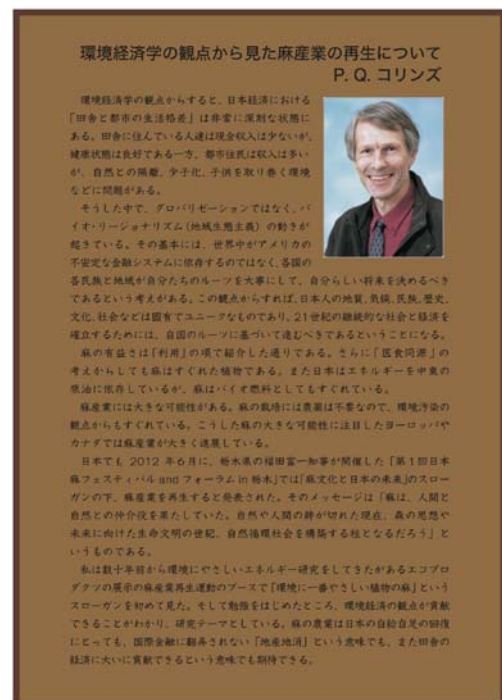 環境経済学の観点から見た麻産業の再生について
P. Q. コリンズ
環境経済学の観点からすると、日本経済における
「田舎と都市の生活格差」は非常に深刻な状態に
ある。田舎に住んでいる人達は現金収入は少ないが、
健康状態は良好である一方、都市住民は収入は多い
が、自然との隔離、少子化、子供を取り巻く環境
などに問題がある。
そうした中で、グロバリゼーションではなく、バ
イオ・リージョナリズム(地域生態主義)の動きが
起きている。その基本には、世界中がアメリカの
不安定な金融システムに依存するのではなく、各国の
各民族と地域が自分たちのルーツを大事にして、自分らしい将来を決めるべき
であるという考えがある。この観点からすれば、日本人の地質、気候、民族、歴史、
文化、社会などは固有でユニークなものであり、21世紀の継続的な社会と経済を
確立するためには、自国のルーツに基づいて進むべきであるということになる。
麻の有益さは「利用」の項で紹介した通りである。さらに「医食同源」の
考えからしても麻はすぐれた植物である。また日本はエネルギーを中東の
原油に依存しているが、麻はバイオ燃料としてもすぐれている。
麻産業には大きな可能性がある。麻の栽培には農薬は不要なので、環境汚染の
観点からもすぐれている。こうした麻の大きな可能性に注目したヨーロッパや
カナダでは麻産業が大きく進展している。
日本でも 2012 年6月に、栃木県の福田富一知事が開催した「第1回日本
麻フェスティバル and フォーラム in 栃木」では「麻文化と日本の未来」のスロー
ガンの下、麻産業を再生すると発表された。そのメッセージは「麻は、人間と
自然との仲介役を果たしていた。自然や人間の絆が切れた現在、森の思想や
未来に向けた生命文明の世紀、自然循環社会を構築する柱となるだろう」と
いうものである。
私は数十年前から環境にやさしいエネルギー研究をしてきたがあるエコプロ
ダクツの展示の麻産業再生運動のブースで「環境に一番やさしい植物の麻」という
スローガンを初めて見た。そして勉強をはじめたところ、環境経済の観点が貢献
できることがわかり、研究テーマとしている。麻の農業は日本の自給自足の回復
にとっても、国際金融に翻弄されない「地産地消」という意味でも、また田舎の
経済に大いに貢献できるという意味でも期待できる。